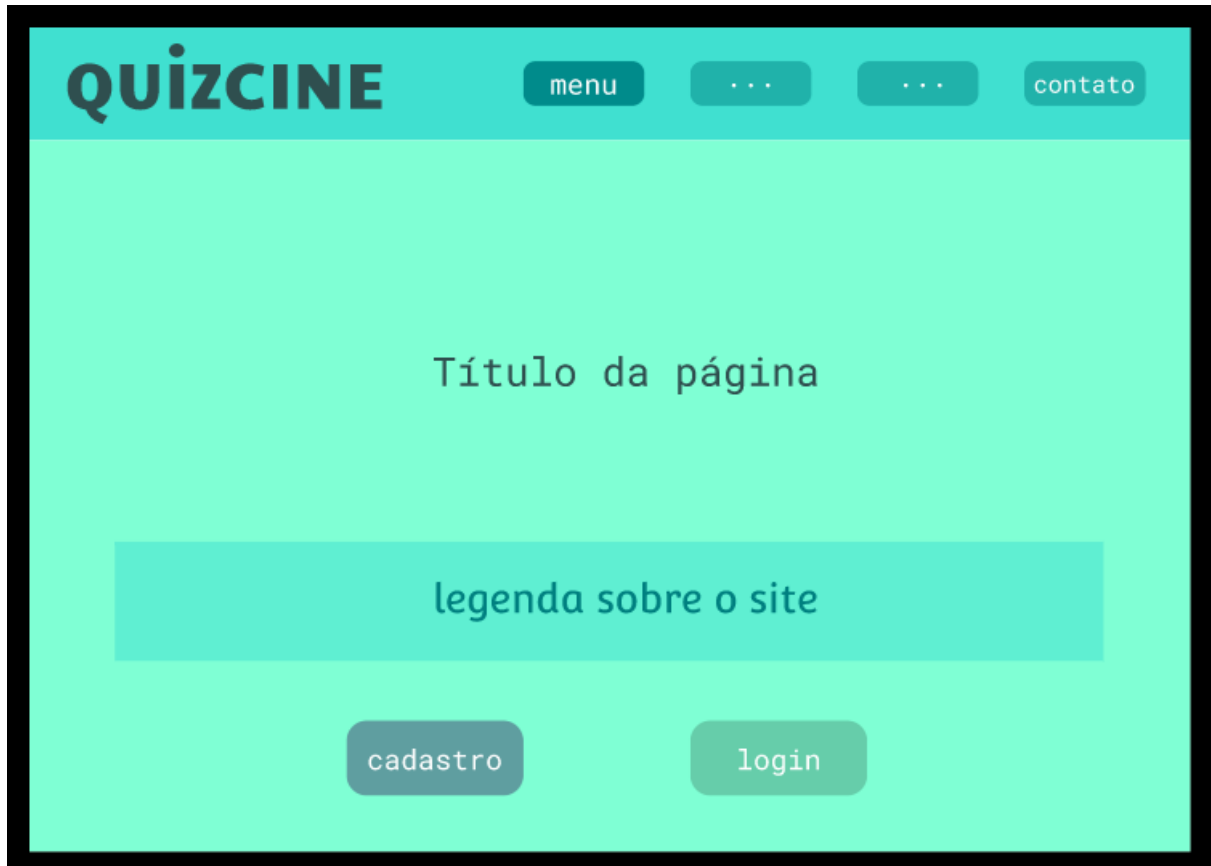 QUiZCINE menu ... ... contato
Título da página
legenda sobre o site
cadastro login